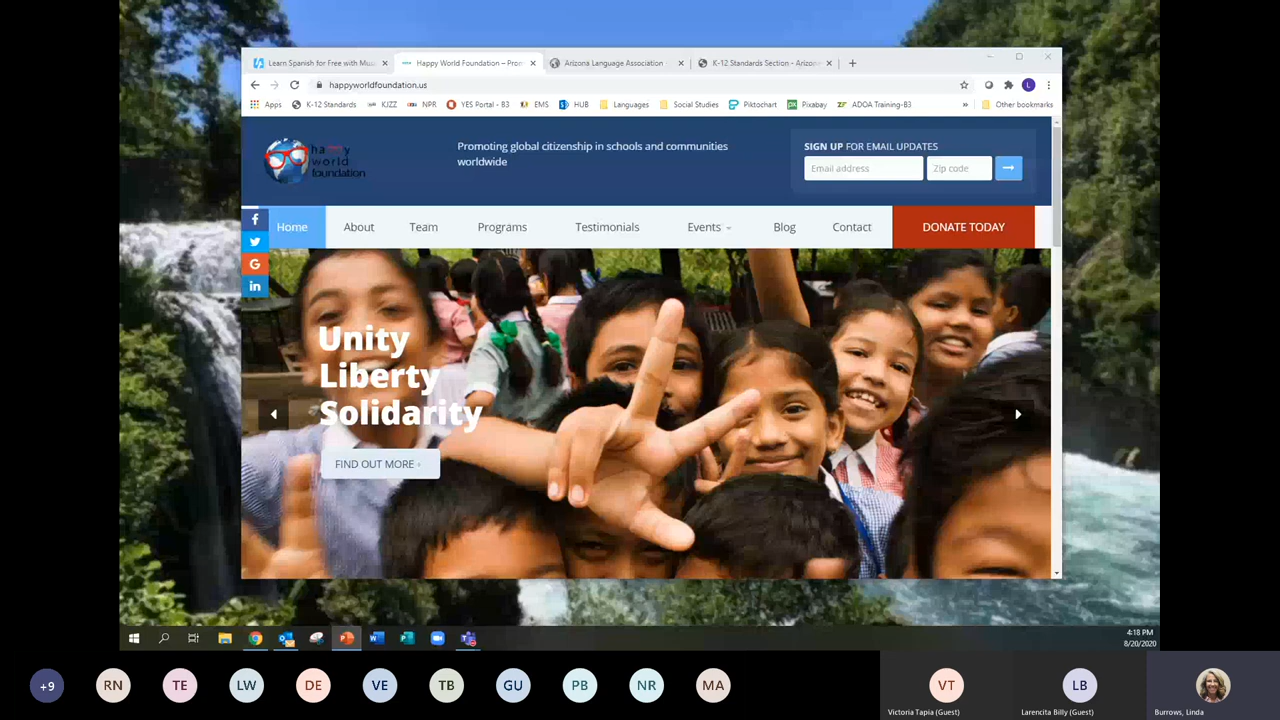 Learn Spanish for Free with Mus
Happy World Foundation – Pron
Arizona Language Association
K-12 Standards Section - Arizon
happyworldfoundation.us
L
Apps
K-12 Standards
KJZZ
NPR
YES Portal - B3
EMS
HUB
Languages
Social Studies
Piktochart
Pixabay
ADOA Training-B3
»
Other bookmarks
happy
world
foundation
Promoting global citizenship in schools and communities
worldwide
SIGN UP FOR EMAIL UPDATES
Email address
Zip code
Home
About
Team
Programs
Testimonials
Events
Blog
Contact
DONATE TODAY
Unity
Liberty
Solidarity
FIND OUT MORE ›
4:18 PM
8/20/2020
+9
RN
TE
LW
DE
VE
TB
GU
PB
NR
MA
VT
LB
Victoria Tapia (Guest)
Larencita Billy (Guest)
Burrows, Linda